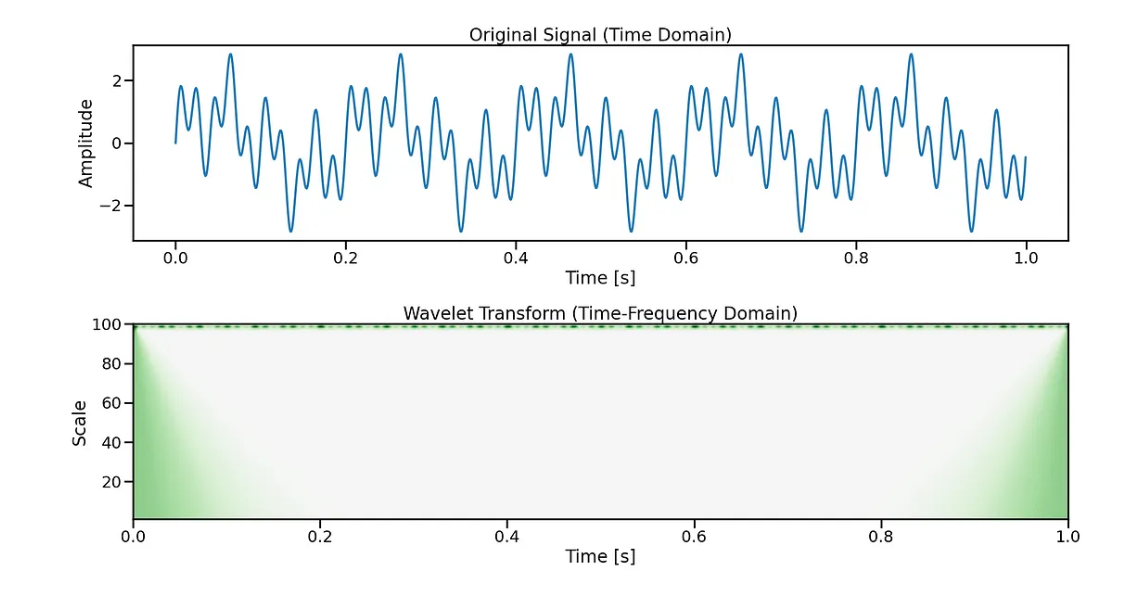 Original Signal (Time Domain)
2
0
−2
Amplitude
0.0 0.2 0.4 0.6 0.8 1.0
Time [s]
Wavelet Transform (Time-Frequency Domain)
100
80
60
40
20
Scale
0.0 0.2 0.4 0.6 0.8 1.0
Time [s]